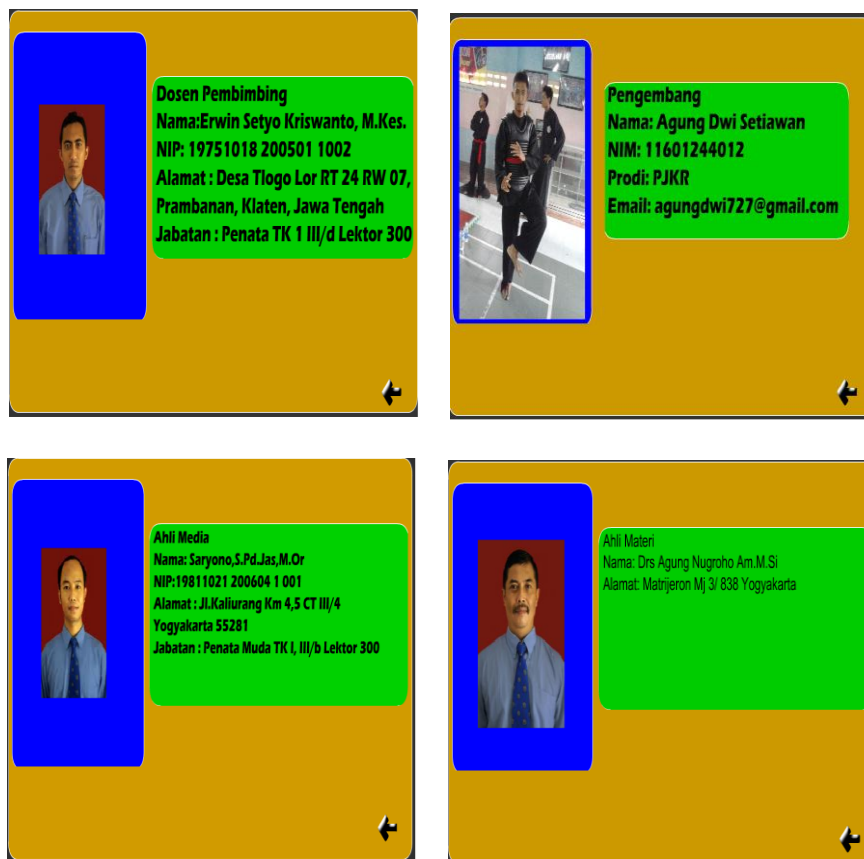 Dosen Pembimbing
Nama:Erwin Setyo Kriswanto, M.Kes.
NIP: 19751018 200501 1002
Alamat : Desa Tlogo Lor RT 24 RW 07,
Prambanan, Klaten, Jawa Tengah
Jabatan : Penata TK 1 III/d Lektor 300
Pengembang
Nama: Agung Dwi Setiawan
NIM: 11601244012
Prodi: PJKR
Email: agungdwi727@gmail.com
Ahli Media
Nama: Saryono,S.Pd.Jas,M.Or
NIP:19811021 200604 1 001
Alamat : Jl.Kaliurang Km 4,5 CT III/4
Yogyakarta 55281
Jabatan : Penata Muda TK I, III/b Lektor 300
Ahli Materi
Nama: Drs Agung Nugroho Am.M.Si
Alamat: Matrijeron Mj 3/ 838 Yogyakarta